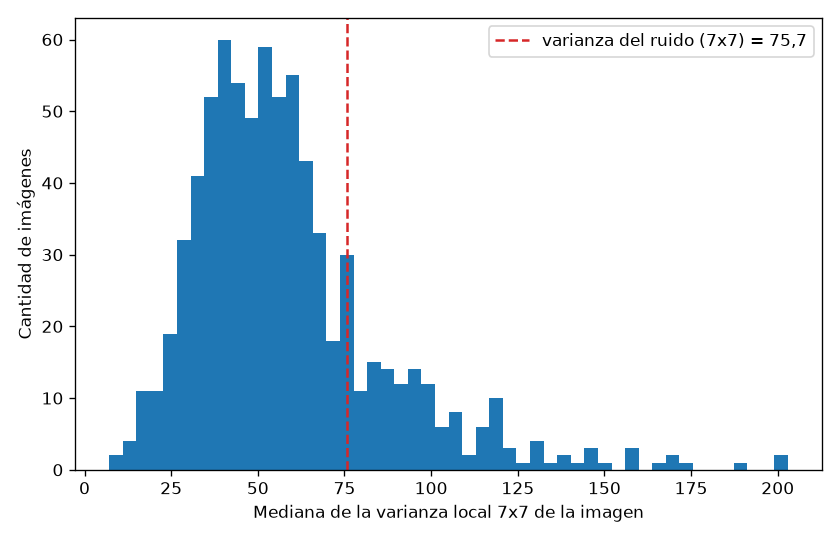 varianza del ruido (7x7) = 75,7
Cantidad de imágenes
60
50
40
30
20
10
0
0 25 50 75 100 125 150 175 200
Mediana de la varianza local 7x7 de la imagen